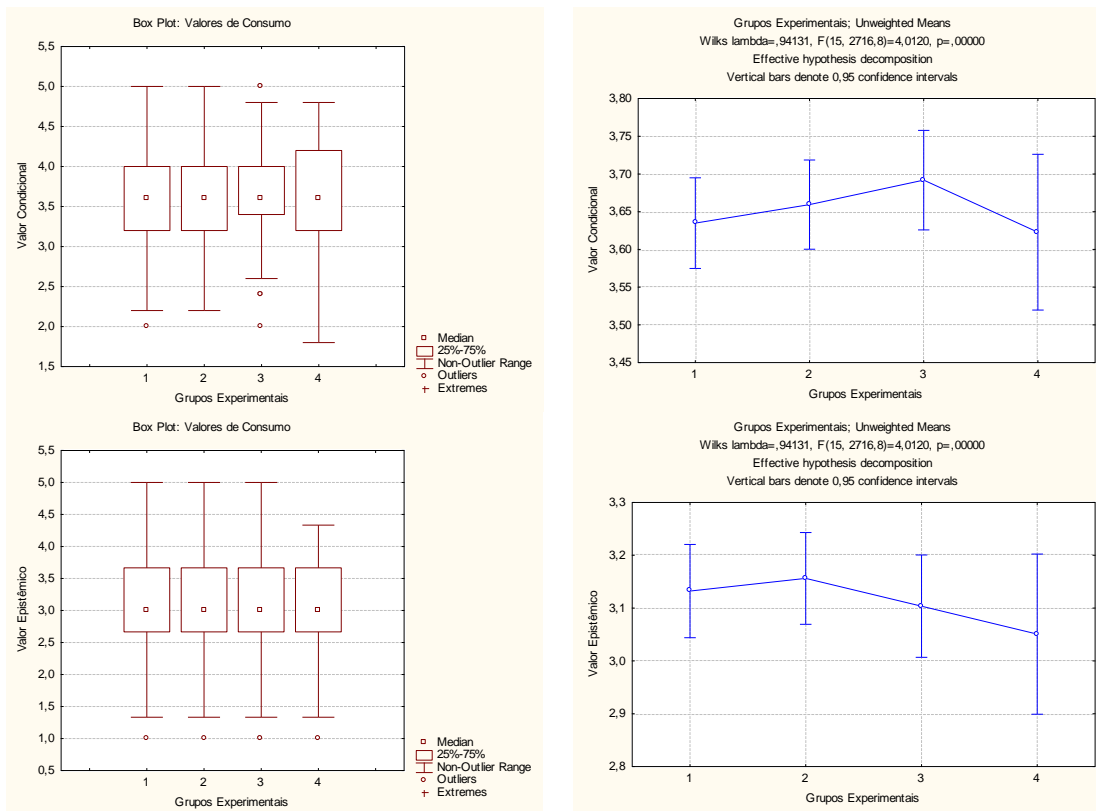 Box Plot: Valores de Consumo
5,5
5,0
4,5
4,0
3,5
3,0
2,5
2,0
1,5
Valor Condicional
1 2 3 4
Grupos Experimentais
Median
25%-75%
Non-Outlier Range
Outliers
Extremes
Grupos Experimentais; Unweighted Means
Wilks lambda=,94131, F(15, 2716,8)=4,0120, p=,00000
Effective hypothesis decomposition
Vertical bars denote 0,95 confidence intervals
3,80
3,75
3,70
3,65
3,60
3,55
3,50
3,45
Valor Condicional
1 2 3 4
Grupos Experimentais
Box Plot: Valores de Consumo
5,5
5,0
4,5
4,0
3,5
3,0
2,5
2,0
1,5
1,0
0,5
Valor Epistêmico
1 2 3 4
Grupos Experimentais
Median
25%-75%
Non-Outlier Range
Outliers
Extremes
Grupos Experimentais; Unweighted Means
Wilks lambda=,94131, F(15, 2716,8)=4,0120, p=,00000
Effective hypothesis decomposition
Vertical bars denote 0,95 confidence intervals
3,3
3,2
3,1
3,0
2,9
2,8
Valor Epistêmico
1 2 3 4
Grupos Experimentais